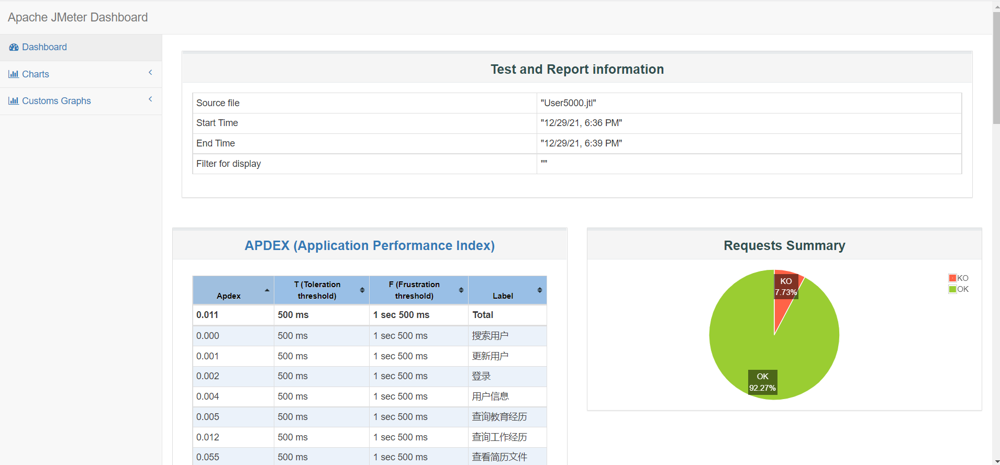 Apache JMeter Dashboard
Dashboard
Charts
Customs Graphs
Test and Report information
Source file "User5000.jtl"
Start Time "12/29/21, 6:36 PM"
End Time "12/29/21, 6:39 PM"
Filter for display ""
APDEX (Application Performance Index)
Apdex T (Toleration threshold) F (Frustration threshold) Label
0.011 500 ms 1 sec 500 ms Total
0.000 500 ms 1 sec 500 ms 搜索用户
0.001 500 ms 1 sec 500 ms 更新用户
0.002 500 ms 1 sec 500 ms 登录
0.004 500 ms 1 sec 500 ms 用户信息
0.005 500 ms 1 sec 500 ms 查询教育经历
0.012 500 ms 1 sec 500 ms 查询工作经历
0.055 500 ms 1 sec 500 ms 查看简历文件
Requests Summary
KO
7.73%
OK
92.27%
KO
OK